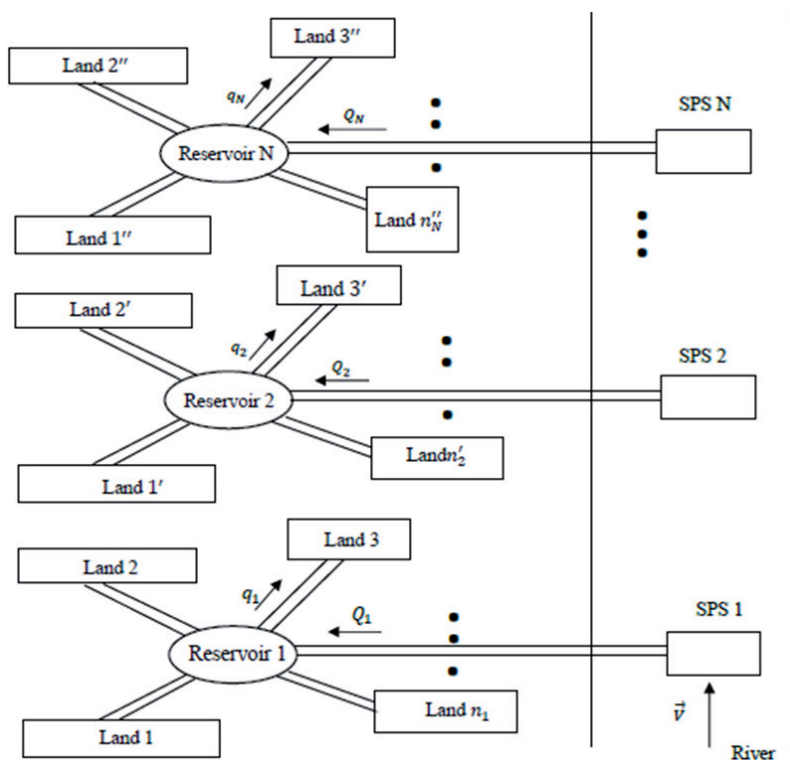 Land 3′′
Land 2′′
q_N
Q_N
SPS N
Reservoir N
Land n′′_N
Land 1′′
Land 3′
Land 2′
q_2
Q_2
SPS 2
Reservoir 2
Landn′_2
Land 1′
Land 3
Land 2
q_1
Q_1
SPS 1
Reservoir 1
Land n_1
V⃗
Land 1
River